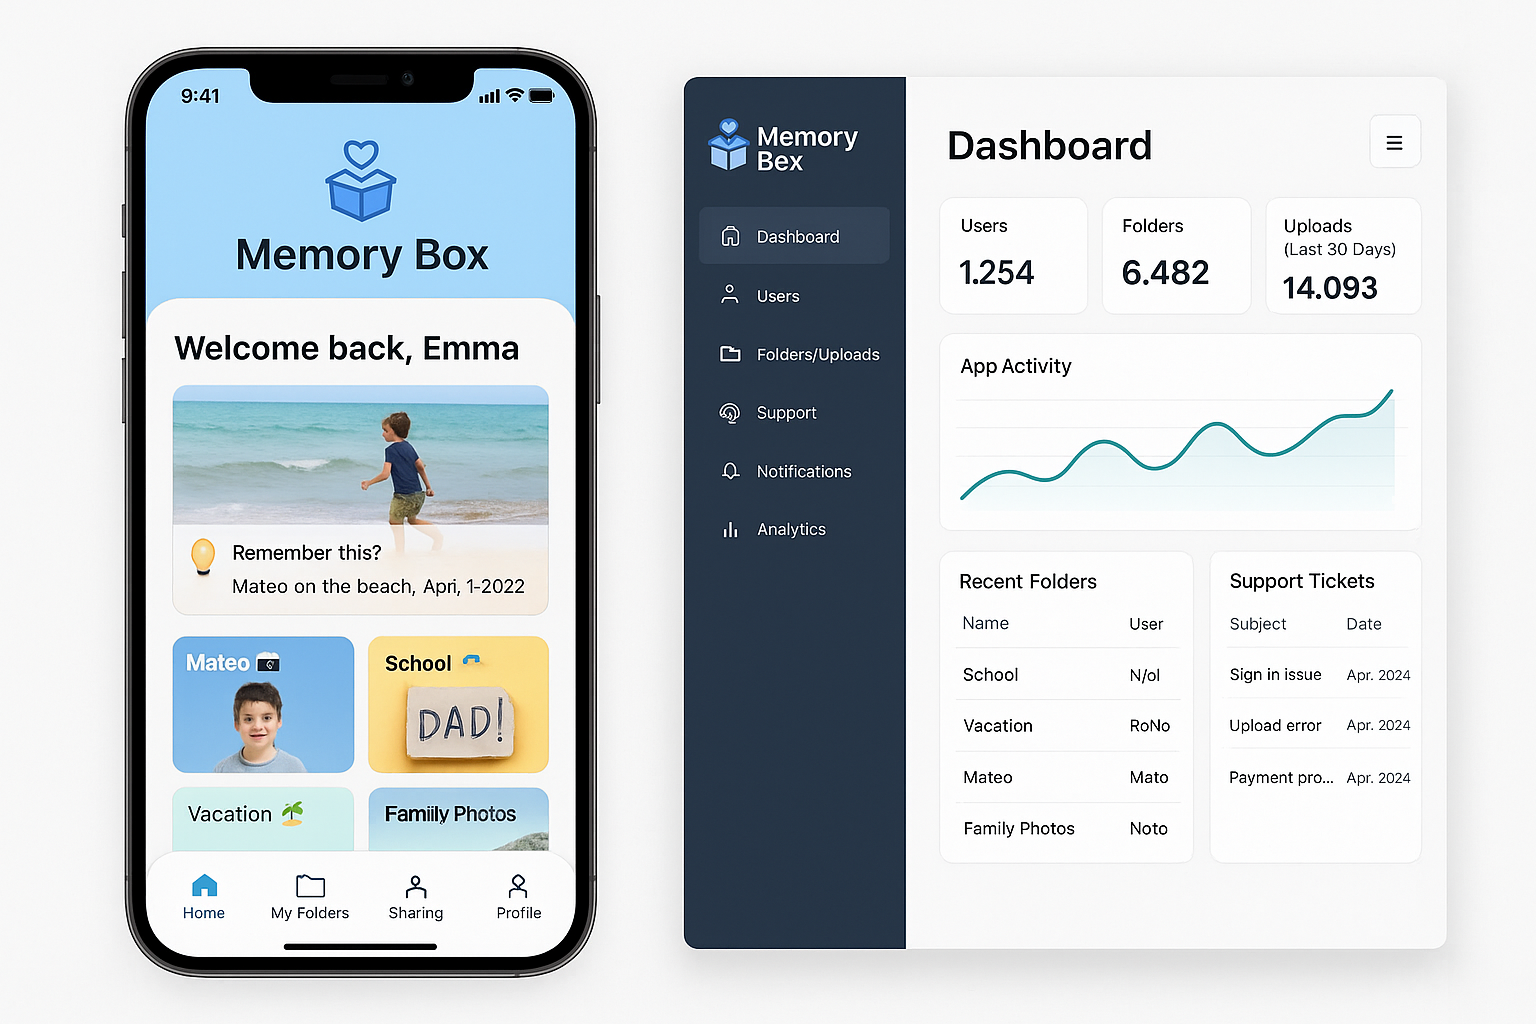 9:41
Memory Box
Welcome back, Emma
Remember this?
Mateo on the beach, Apri, 1-2022
Mateo
School
DAD!
Vacation
Famiily Photos
Home
My Folders
Sharing
Profile
Memory
Bex
Dashboard
Users
Folders/Uploads
Support
Notifications
Analytics
Dashboard
Users
1.254
Folders
6.482
Uploads
(Last 30 Days)
14.093
App Activity
Recent Folders
Name User
School N/ol
Vacation RoNo
Mateo Mato
Family Photos Noto
Support Tickets
Subject Date
Sign in issue Apr. 2024
Upload error Apr. 2024
Payment pro... Apr. 2024